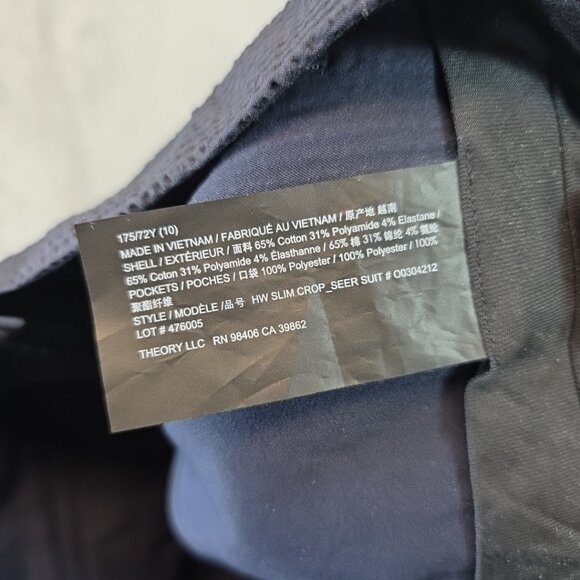 175/72Y (10)
MADE IN VIETNAM / FABRIQUÉ AU VIETNAM / 原产地 越南
SHELL / EXTÉRIEUR / 面料 65% Cotton 31% Polyamide 4% Elastane /
65% Coton 31% Polyamide 4% Élasthanne / 65% 棉 31% 锦纶 4% 氨纶
POCKETS / POCHES / 口袋 100% Polyester / 100% Polyester / 100%
聚酯纤维
STYLE / MODÈLE / 品号 HW SLIM CROP_SEER SUIT # O0304212
LOT # 476005
THEORY LLC RN 98406 CA 39862